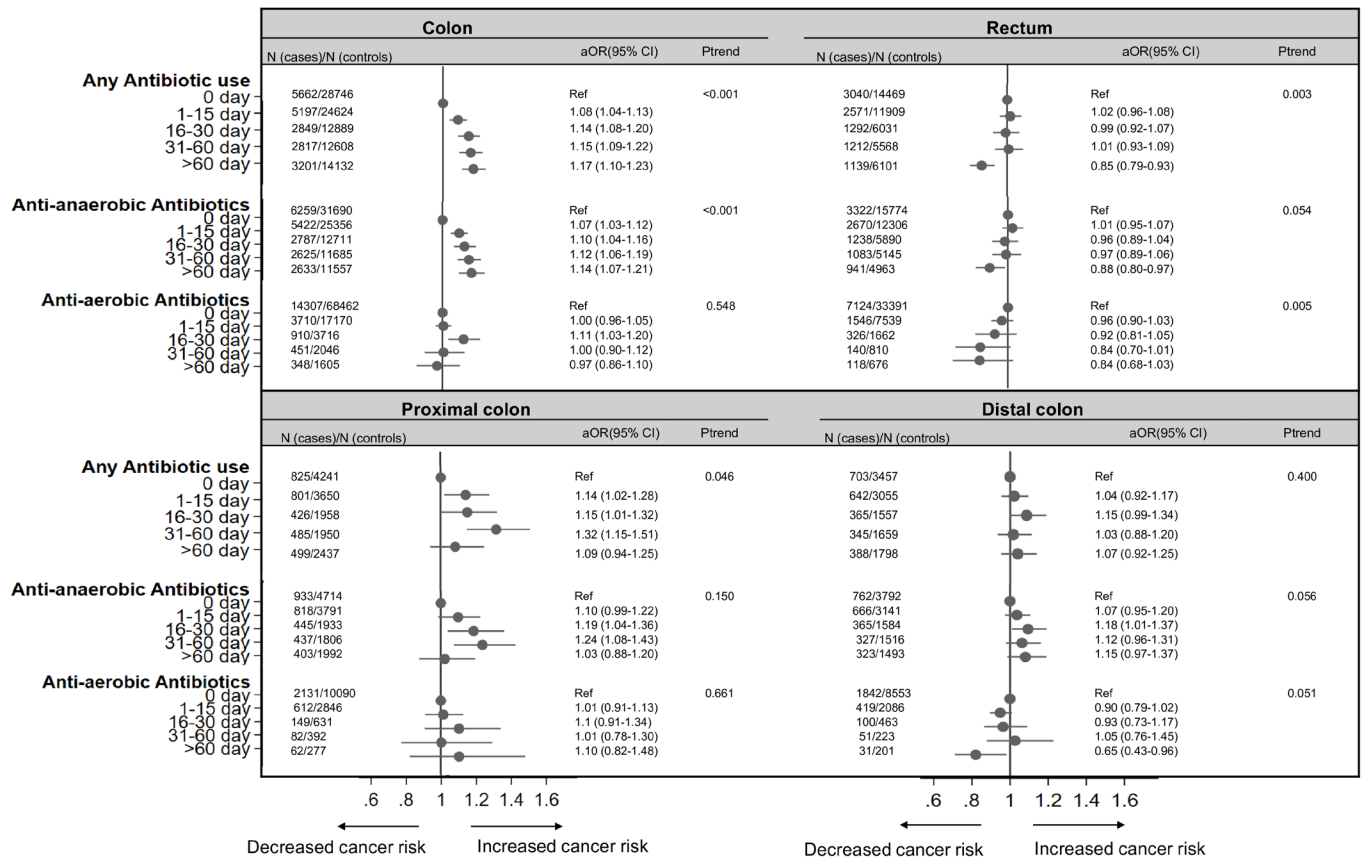 Colon Rectum
N (cases)/N (controls) aOR(95% CI) Ptrend N (cases)/N (controls) aOR(95% CI) Ptrend
Any Antibiotic use
0 day 5662/28746 Ref <0.001 3040/14469 Ref 0.003
1-15 day 5197/24624 1.08 (1.04-1.13) 2571/11909 1.02 (0.96-1.08)
16-30 day 2849/12889 1.14 (1.08-1.20) 1292/6031 0.99 (0.92-1.07)
31-60 day 2817/12608 1.15 (1.09-1.22) 1212/5568 1.01 (0.93-1.09)
>60 day 3201/14132 1.17 (1.10-1.23) 1139/6101 0.85 (0.79-0.93)
Anti-anaerobic Antibiotics
0 day 6259/31690 Ref <0.001 3322/15774 Ref 0.054
1-15 day 5422/25356 1.07 (1.03-1.12) 2670/12306 1.01 (0.95-1.07)
16-30 day 2787/12711 1.10 (1.04-1.16) 1238/5890 0.96 (0.89-1.04)
31-60 day 2625/11685 1.12 (1.06-1.19) 1083/5145 0.97 (0.89-1.06)
>60 day 2633/11557 1.14 (1.07-1.21) 941/4963 0.88 (0.80-0.97)
Anti-aerobic Antibiotics
0 day 14307/68462 Ref 0.548 7124/33391 Ref 0.005
1-15 day 3710/17170 1.00 (0.96-1.05) 1546/7539 0.96 (0.90-1.03)
16-30 day 910/3716 1.11 (1.03-1.20) 326/1662 0.92 (0.81-1.05)
31-60 day 451/2046 1.00 (0.90-1.12) 140/810 0.84 (0.70-1.01)
>60 day 348/1605 0.97 (0.86-1.10) 118/676 0.84 (0.68-1.03)
Proximal colon Distal colon
N (cases)/N (controls) aOR(95% CI) Ptrend N (cases)/N (controls) aOR(95% CI) Ptrend
Any Antibiotic use
0 day 825/4241 Ref 0.046 703/3457 Ref 0.400
1-15 day 801/3650 1.14 (1.02-1.28) 642/3055 1.04 (0.92-1.17)
16-30 day 426/1958 1.15 (1.01-1.32) 365/1557 1.15 (0.99-1.34)
31-60 day 485/1950 1.32 (1.15-1.51) 345/1659 1.03 (0.88-1.20)
>60 day 499/2437 1.09 (0.94-1.25) 388/1798 1.07 (0.92-1.25)
Anti-anaerobic Antibiotics
0 day 933/4714 Ref 0.150 762/3792 Ref 0.056
1-15 day 818/3791 1.10 (0.99-1.22) 666/3141 1.07 (0.95-1.20)
16-30 day 445/1933 1.19 (1.04-1.36) 365/1584 1.18 (1.01-1.37)
31-60 day 437/1806 1.24 (1.08-1.43) 327/1516 1.12 (0.96-1.31)
>60 day 403/1992 1.03 (0.88-1.20) 323/1493 1.15 (0.97-1.37)
Anti-aerobic Antibiotics
0 day 2131/10090 Ref 0.661 1842/8553 Ref 0.051
1-15 day 612/2846 1.01 (0.91-1.13) 419/2086 0.90 (0.79-1.02)
16-30 day 149/631 1.1 (0.91-1.34) 100/463 0.93 (0.73-1.17)
31-60 day 82/392 1.01 (0.78-1.30) 51/223 1.05 (0.76-1.45)
>60 day 62/277 1.10 (0.82-1.48) 31/201 0.65 (0.43-0.96)
.6 .8 1 1.2 1.4 1.6 .6 .8 1 1.2 1.4 1.6
Decreased cancer risk Increased cancer risk Decreased cancer risk Increased cancer risk